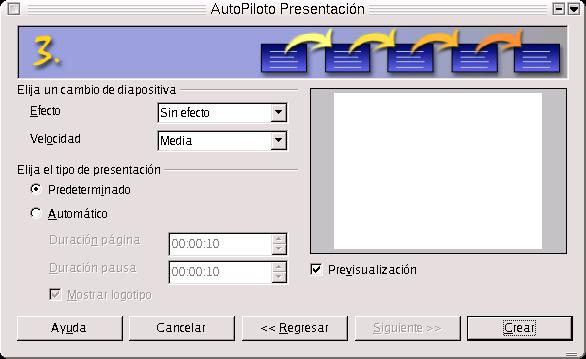 AutoPiloto Presentación
3.
Elija un cambio de diapositiva
Efecto
Sin efecto
Velocidad
Media
Elija el tipo de presentación
Predeterminado
Automático
Duración página
00:00:10
Duración pausa
00:00:10
Mostrar logotipo
Previsualización
Ayuda
Cancelar
<< Regresar
Siguiente >>
Crear